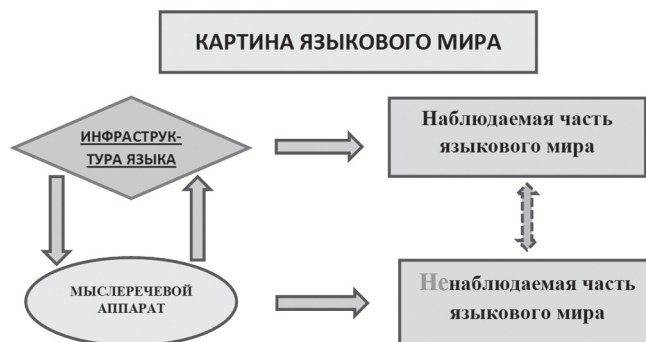 КАРТИНА ЯЗЫКОВОГО МИРА
ИНФРАСТРУК-
ТУРА ЯЗЫКА
Наблюдаемая часть
языкового мира
МЫСЛЕРЕЧЕВОЙ
АППАРАТ
Ненаблюдаемая часть
языкового мира